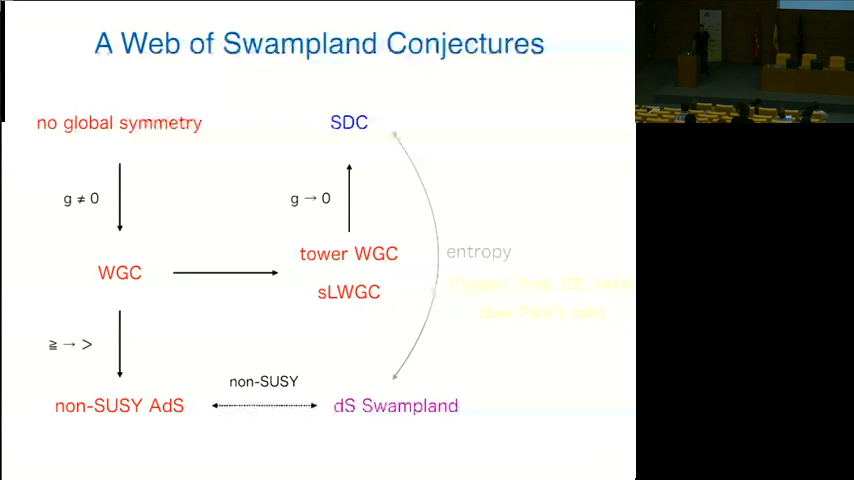 A Web of Swampland Conjectures
no global symmetry
SDC
g ≠ 0
g → 0
tower WGC
entropy
WGC
sLWGC
≧ → >
non-SUSY
non-SUSY AdS
dS Swampland